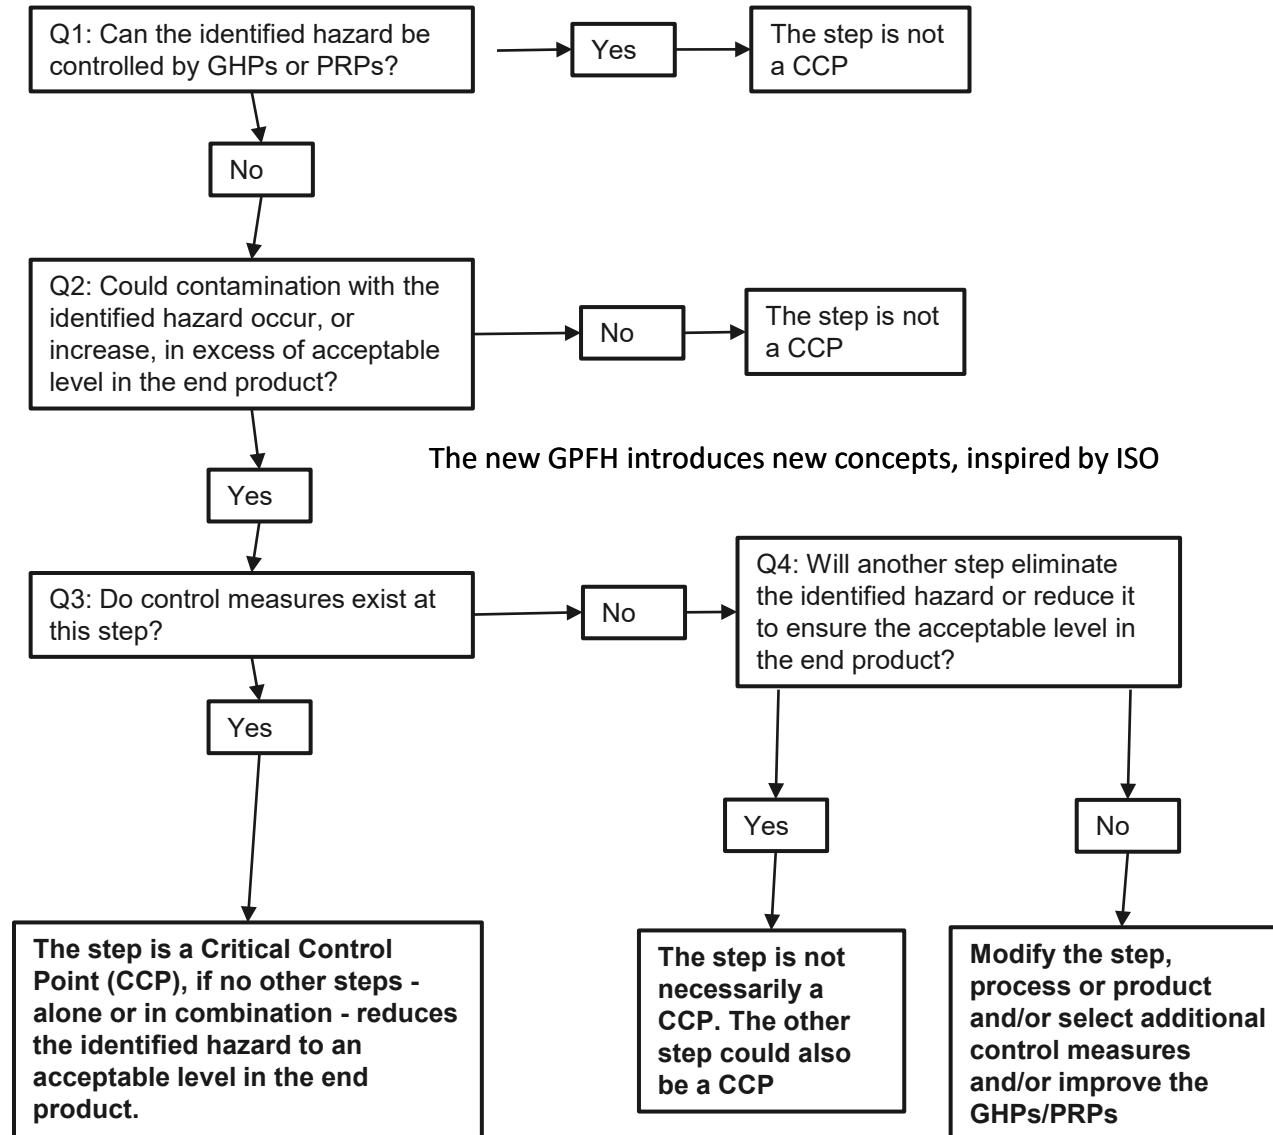 Q1: Can the identified hazard be
controlled by GHPs or PRPs?
Yes
The step is not
a CCP
No
Q2: Could contamination with the
identified hazard occur, or
increase, in excess of acceptable
level in the end product?
No
The step is not
a CCP
The new GPFH introduces new concepts, inspired by ISO
Yes
Q3: Do control measures exist at
this step?
No
Q4: Will another step eliminate
the identified hazard or reduce it
to ensure the acceptable level in
the end product?
Yes
Yes
No
The step is a Critical Control
Point (CCP), if no other steps -
alone or in combination - reduces
the identified hazard to an
acceptable level in the end
product.
The step is not
necessarily a
CCP. The other
step could also
be a CCP
Modify the step,
process or product
and/or select additional
control measures
and/or improve the
GHPs/PRPs